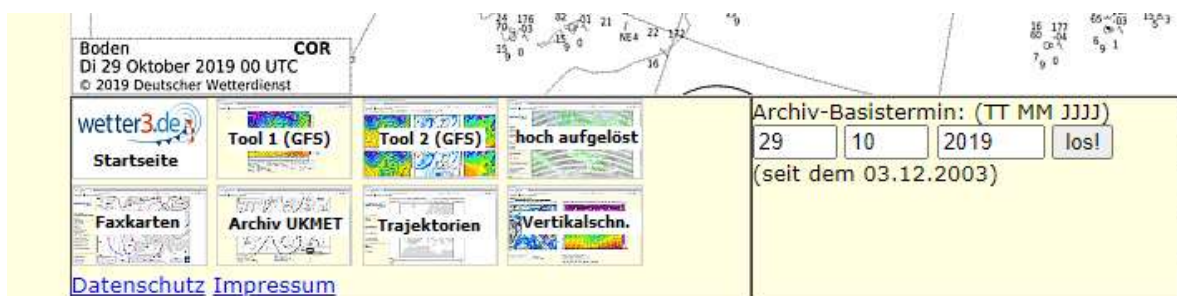 Boden COR
Di 29 Oktober 2019 00 UTC
© 2019 Deutscher Wetterdienst
wetter3.de
Startseite
Tool 1 (GFS)
Tool 2 (GFS)
hoch aufgelöst
Faxkarten
Archiv UKMET
Trajektorien
Vertikalschn.
Datenschutz Impressum
Archiv-Basistermin: (TT MM JJJJ)
29 10 2019 los!
(seit dem 03.12.2003)